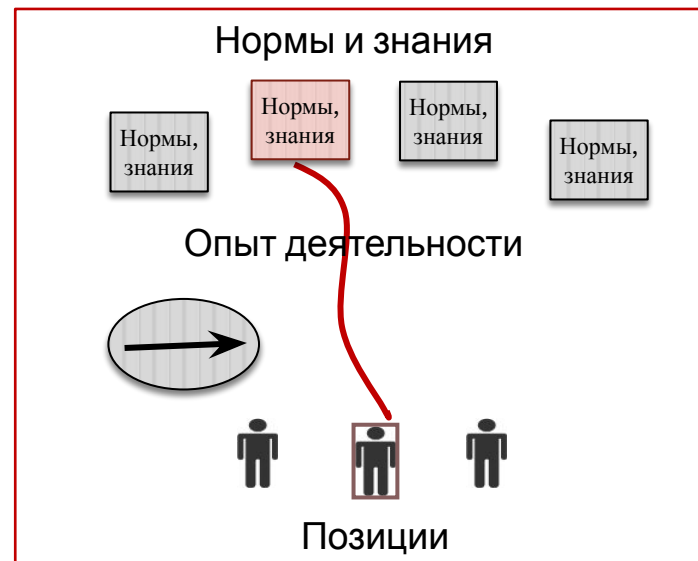 Нормы и знания
Нормы,
знания
Нормы,
знания
Нормы,
знания
Нормы,
знания
Опыт деятельности
Позиции